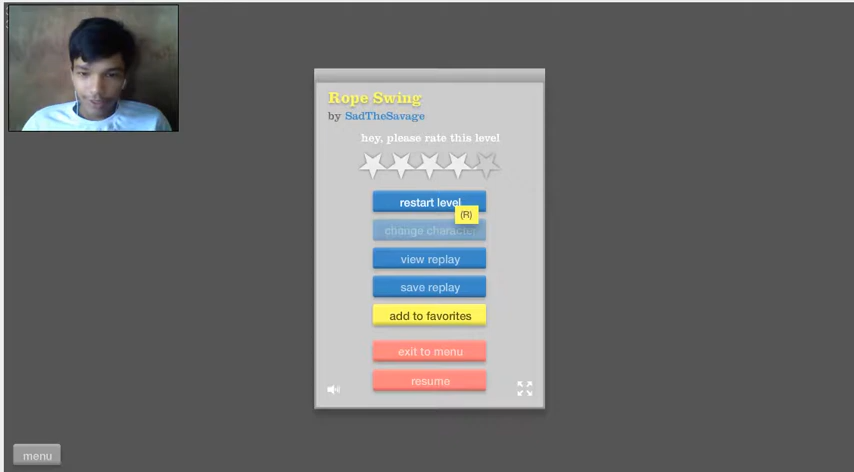 Rope Swing
by SadTheSavage
hey, please rate this level
restart level
(R)
change character
view replay
save replay
add to favorites
exit to menu
resume
menu